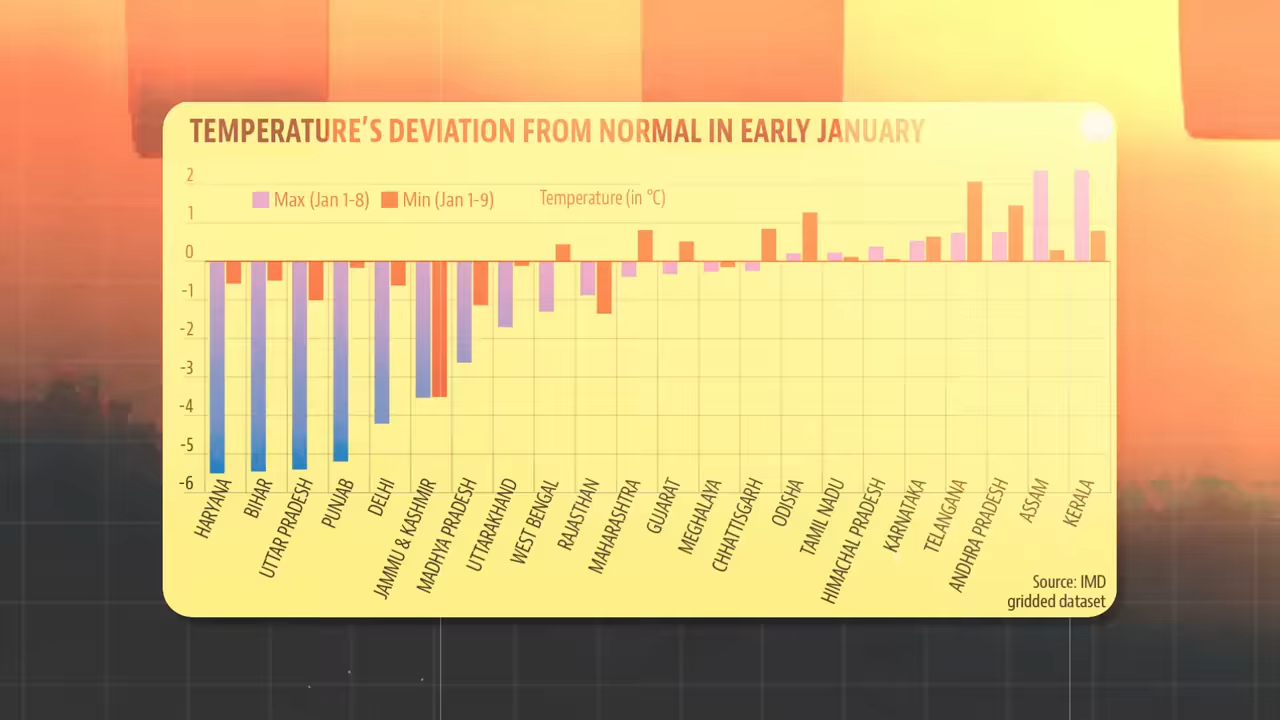 TEMPERATURE'S DEVIATION FROM NORMAL IN EARLY JANUARY
Max (Jan 1-8) Min (Jan 1-9) Temperature (in °C)
2
1
0
-1
-2
-3
-4
-5
-6
HARYANA
BIHAR
UTTAR PRADESH
PUNJAB
DELHI
JAMMU & KASHMIR
MADHYA PRADESH
UTTARAKHAND
WEST BENGAL
RAJASTHAN
MAHARASHTRA
GUJARAT
MEGHALAYA
CHHATTISGARH
ODISHA
TAMIL NADU
HIMACHAL PRADESH
KARNATAKA
TELANGANA
ANDHRA PRADESH
ASSAM
KERALA
Source: IMD
gridded dataset